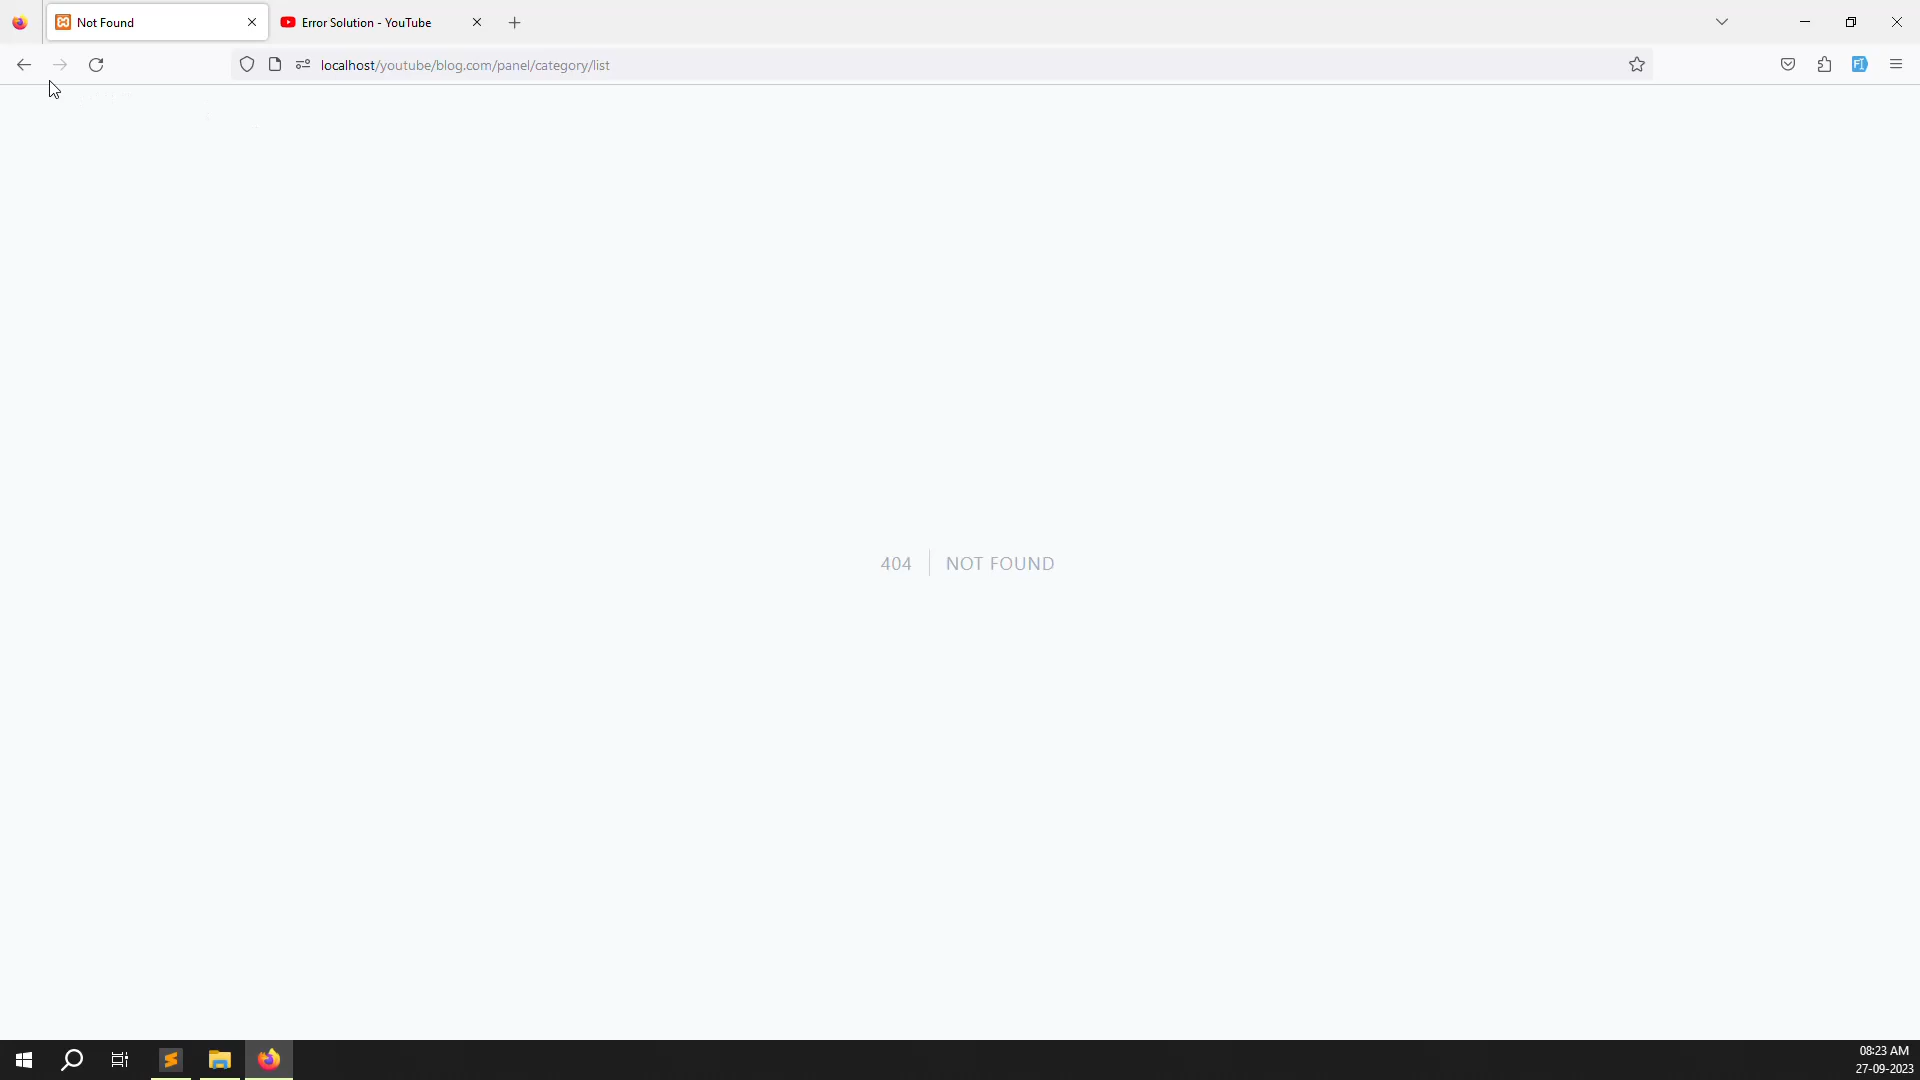 Not Found
Error Solution - YouTube
localhost/youtube/blog.com/panel/category/list
404
NOT FOUND
08:23 AM
27-09-2023